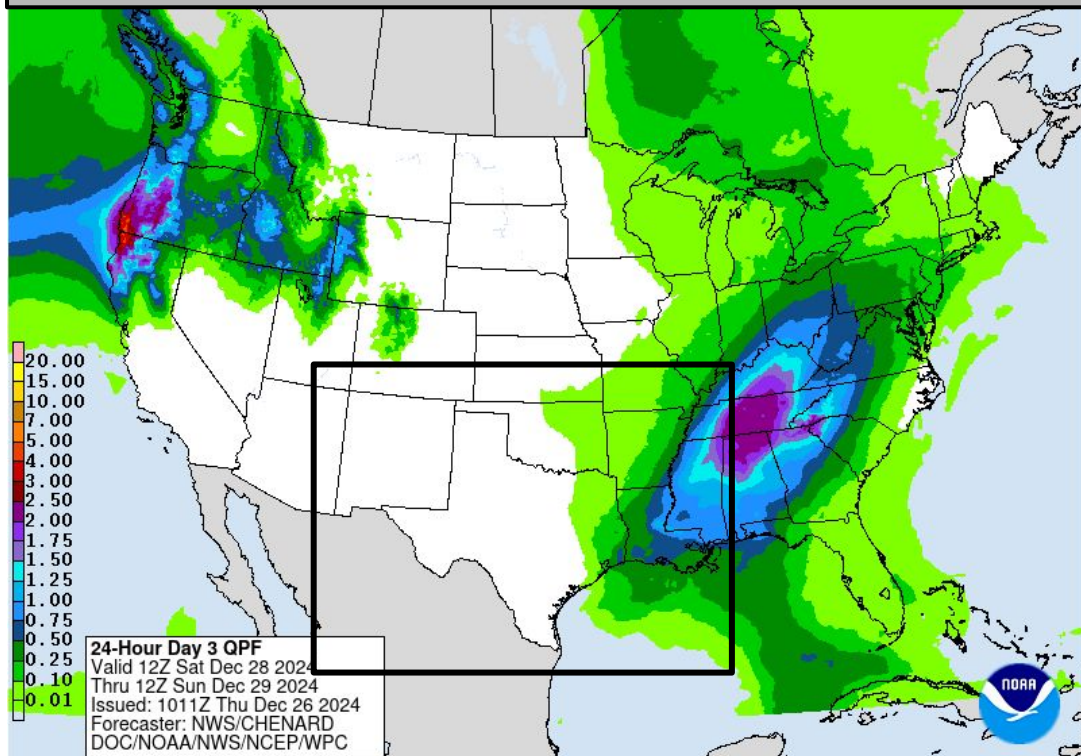 20.00
15.00
10.00
7.00
5.00
4.00
3.00
2.50
2.00
1.75
1.50
1.25
1.00
0.75
0.50
0.25
0.10
0.01
24-Hour Day 3 QPF
Valid 12Z Sat Dec 28 2024
Thru 12Z Sun Dec 29 2024
Issued: 1011Z Thu Dec 26 2024
Forecaster: NWS/CHENARD
DOC/NOAA/NWS/NCEP/WPC
NOAA